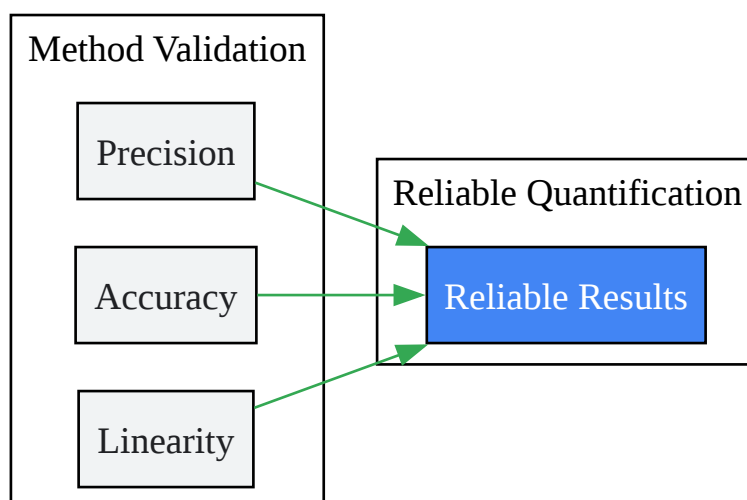 Method Validation
Precision
Accuracy
Linearity
Reliable Quantification
Reliable Results